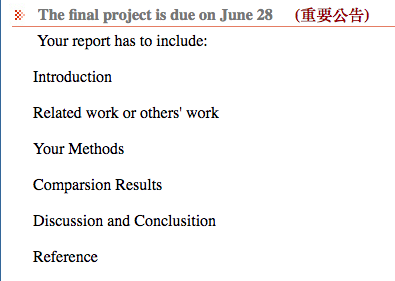 The final project is due on June 28 (重要公告)
Your report has to include:
Introduction
Related work or others' work
Your Methods
Comparsion Results
Discussion and Conclusition
Reference